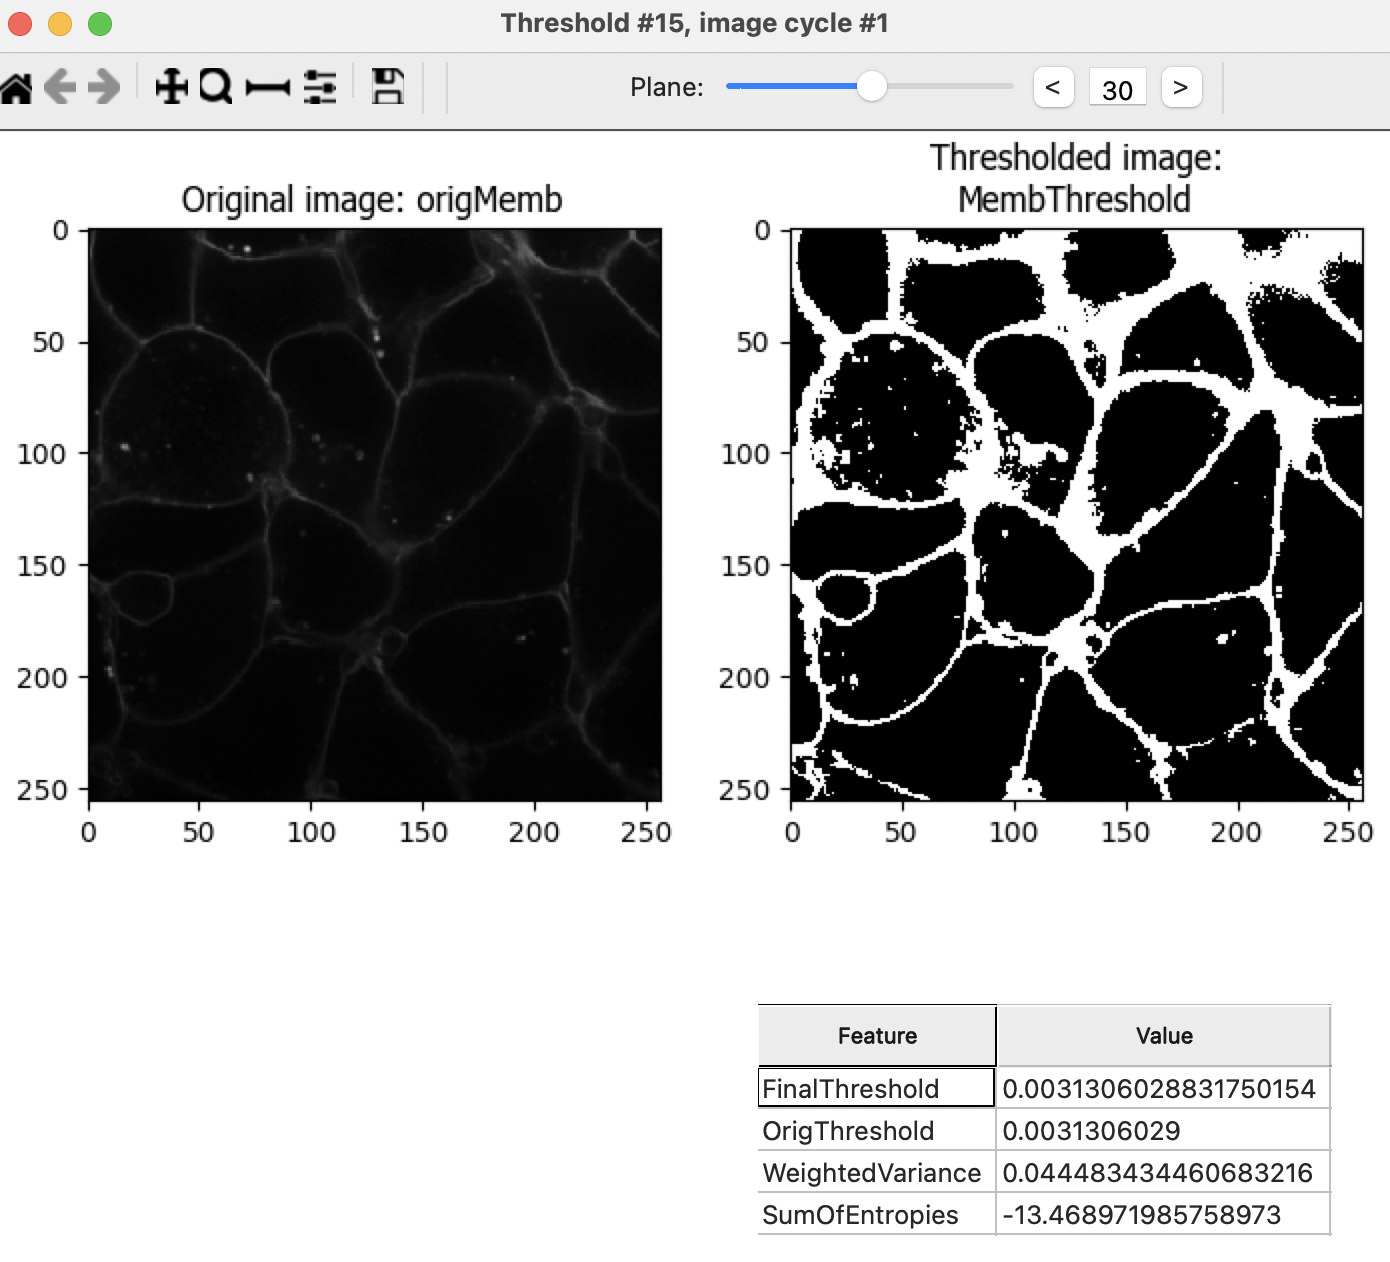 Threshold #15, image cycle #1
Plane: < 30 >
Original image: origMemb
0
50
100
150
200
250
0 50 100 150 200 250
Thresholded image:
MembThreshold
0
50
100
150
200
250
0 50 100 150 200 250
Feature Value
FinalThreshold 0.0031306028831750154
OrigThreshold 0.0031306029
WeightedVariance 0.044483434460683216
SumOfEntropies -13.468971985758973